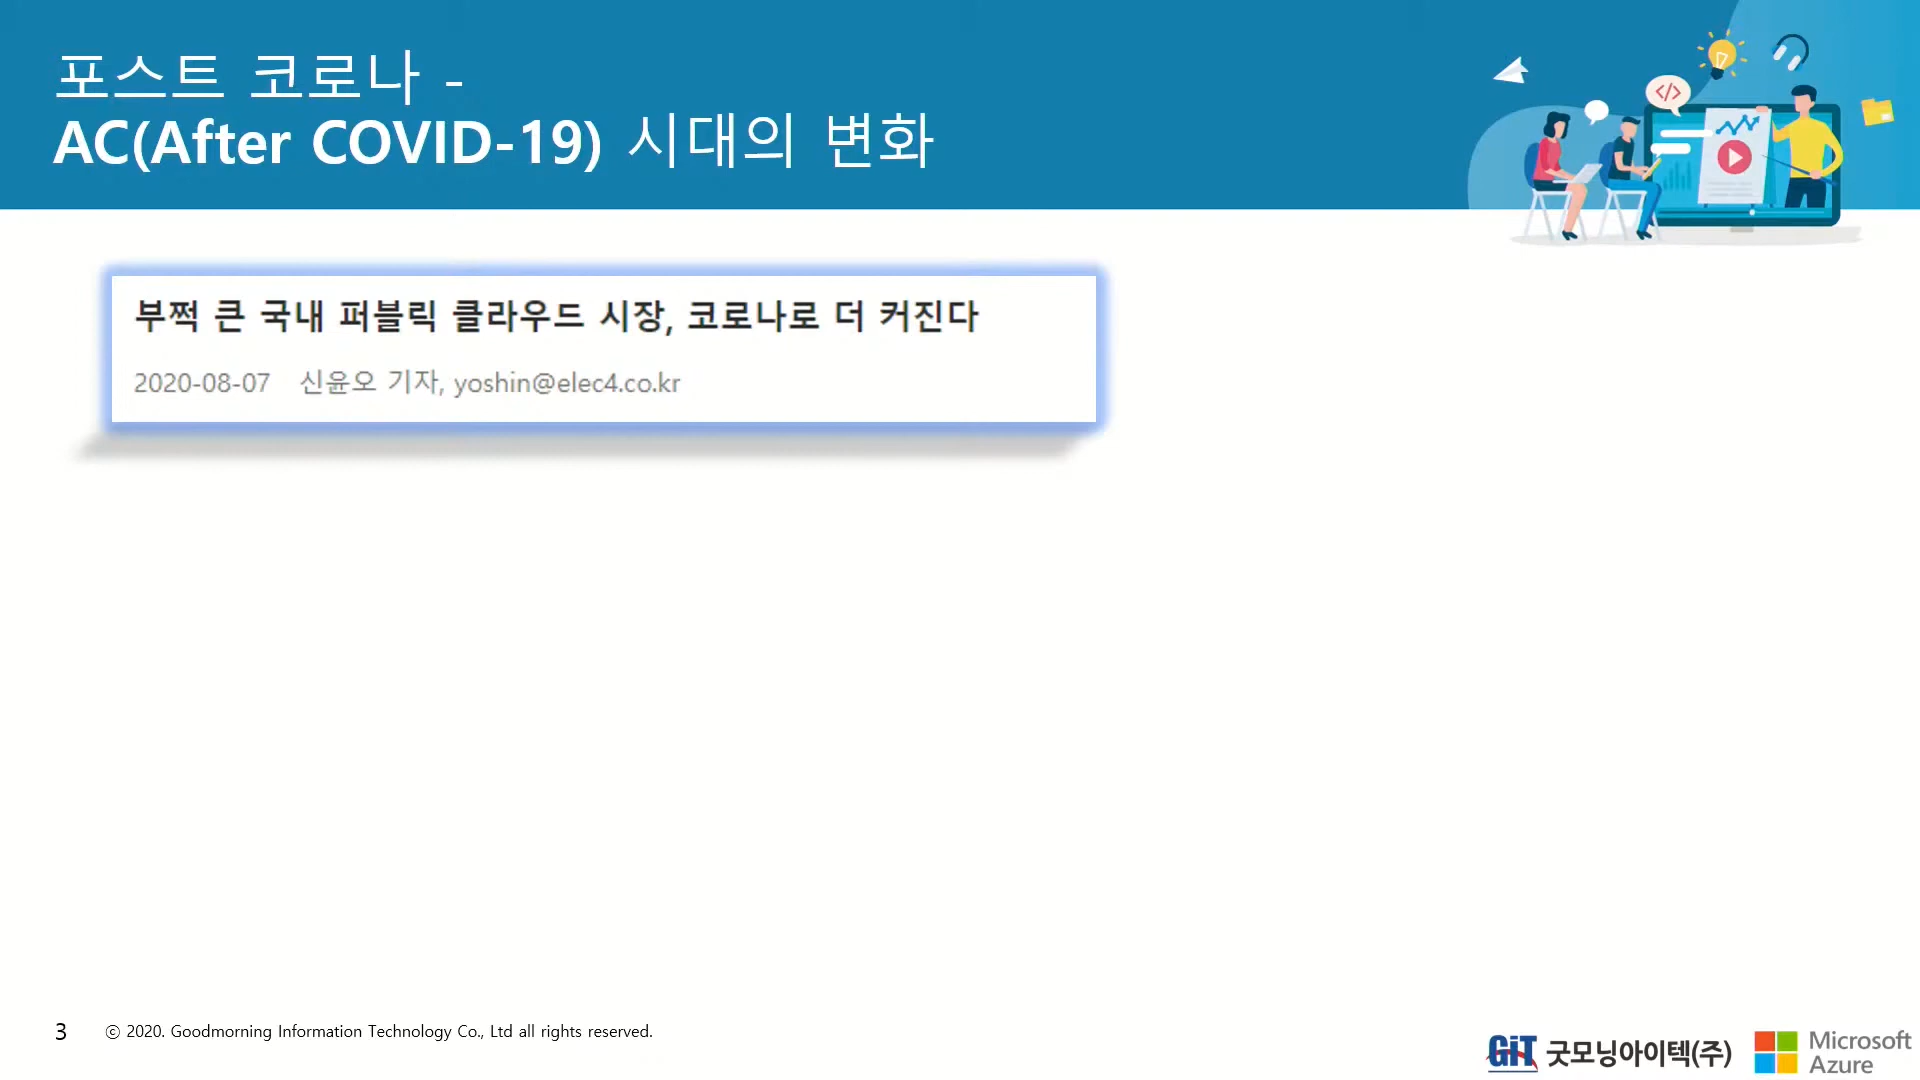 포스트 코로나 -
AC(After COVID-19) 시대의 변화
</>
부쩍 큰 국내 퍼블릭 클라우드 시장, 코로나로 더 커진다
2020-08-07 신윤오 기자, yoshin@elec4.co.kr
3 ⓒ 2020. Goodmorning Information Technology Co., Ltd all rights reserved.
GiT 굿모닝아이텍(주)
Microsoft
Azure